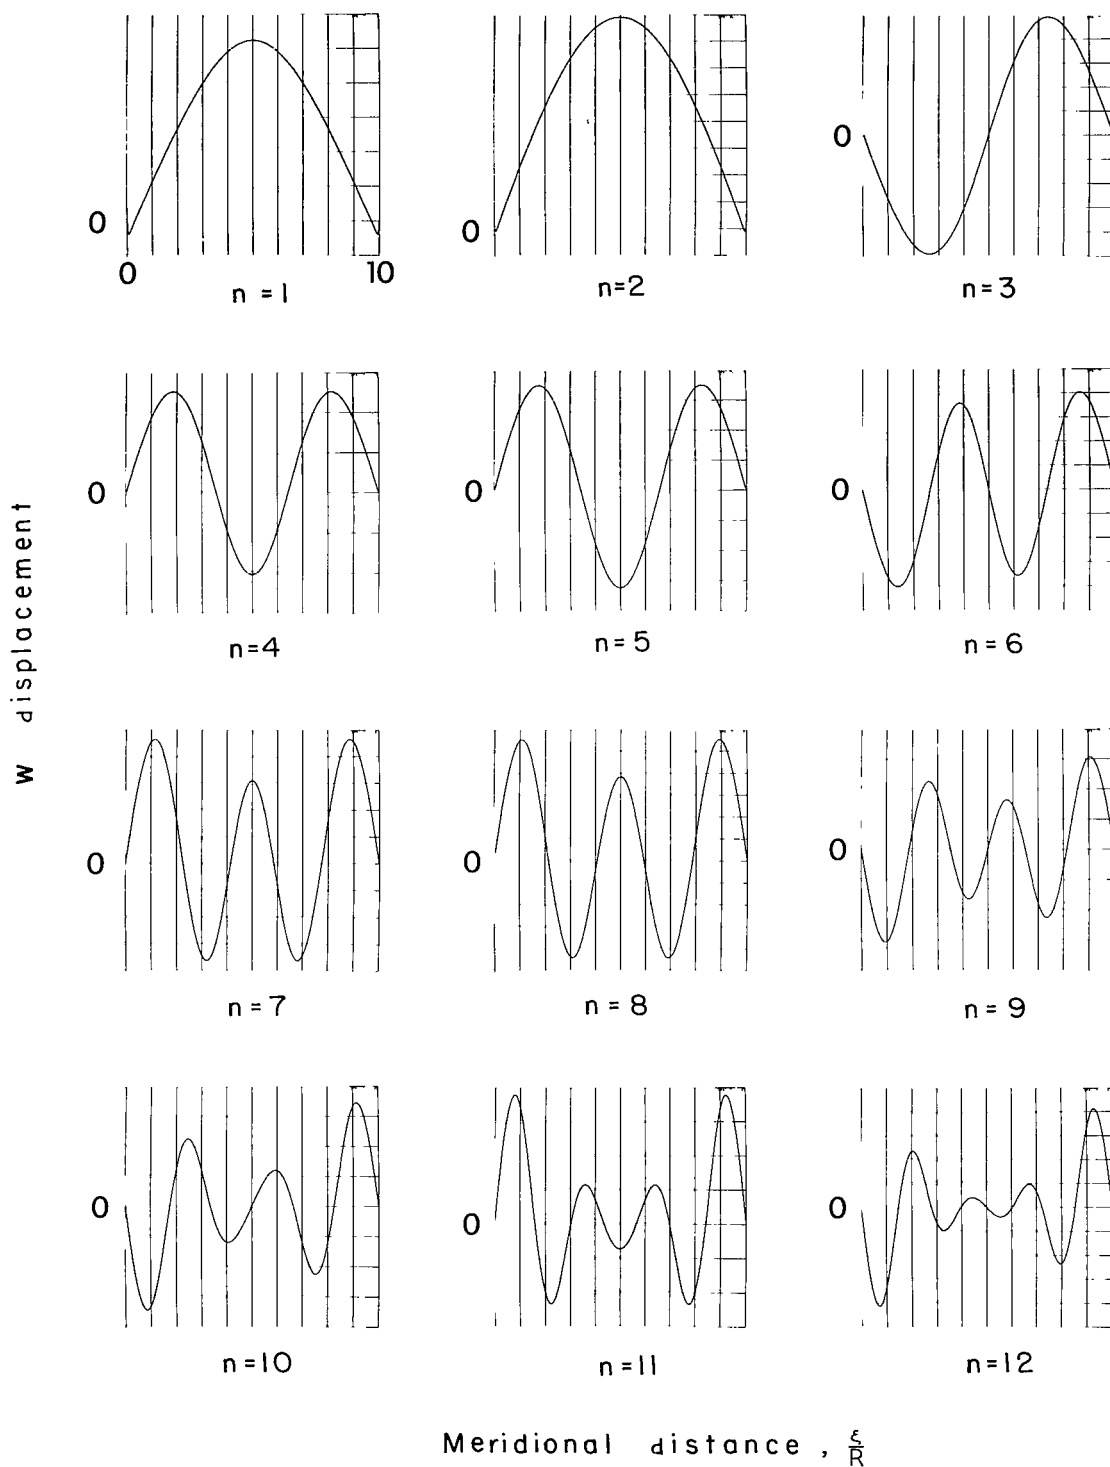 0
0 10
n = 1
0
n=2
0
n=3
W displacement
0
n=4
0
n=5
0
n=6
0
n=7
0
n=8
0
n=9
0
n=10
0
n=11
0
n=12
Meridional distance , ξ/R